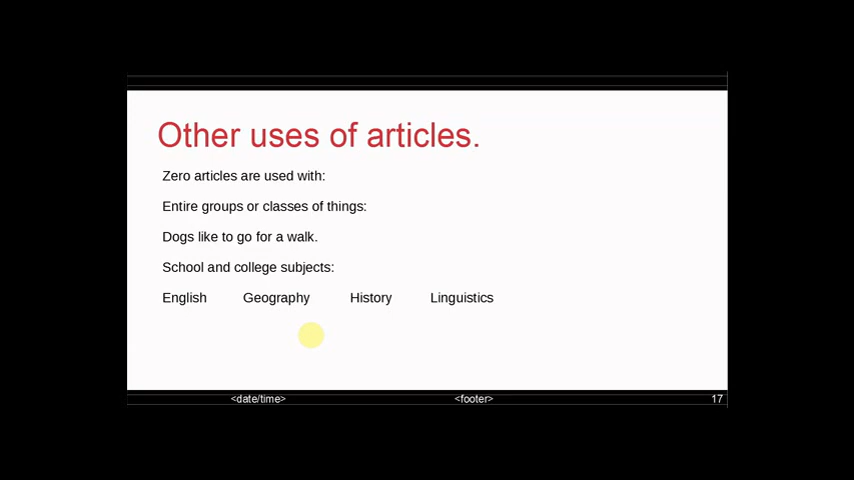 Other uses of articles.
Zero articles are used with:
Entire groups or classes of things:
Dogs like to go for a walk.
School and college subjects:
English Geography History Linguistics
<date/time> <footer> 17